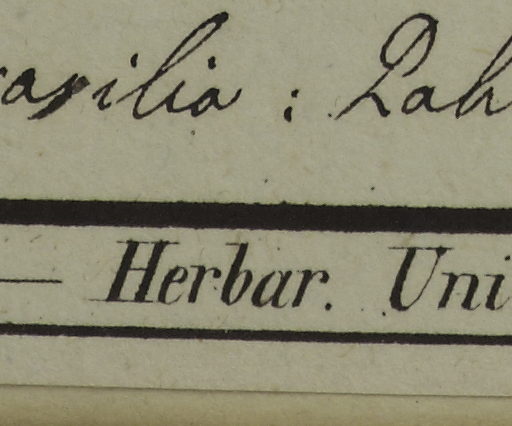 rasilia : Lah
— Herbar. Uni